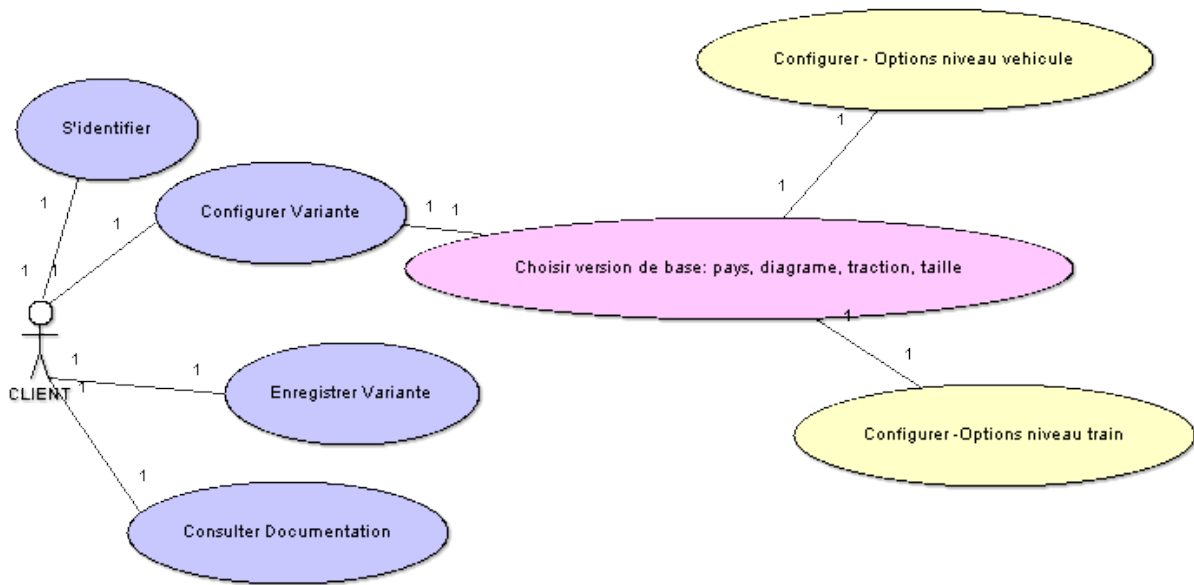 Configurer - Options niveau vehicule
1
S'identifier
1
1
1
Configurer Variante
1
1
Choisir version de base: pays, diagrame, traction, taille
1
1
1
1
1
CLIENT
1
1
1
Enregistrer Variante
Configurer -Options niveau train
1
Consulter Documentation